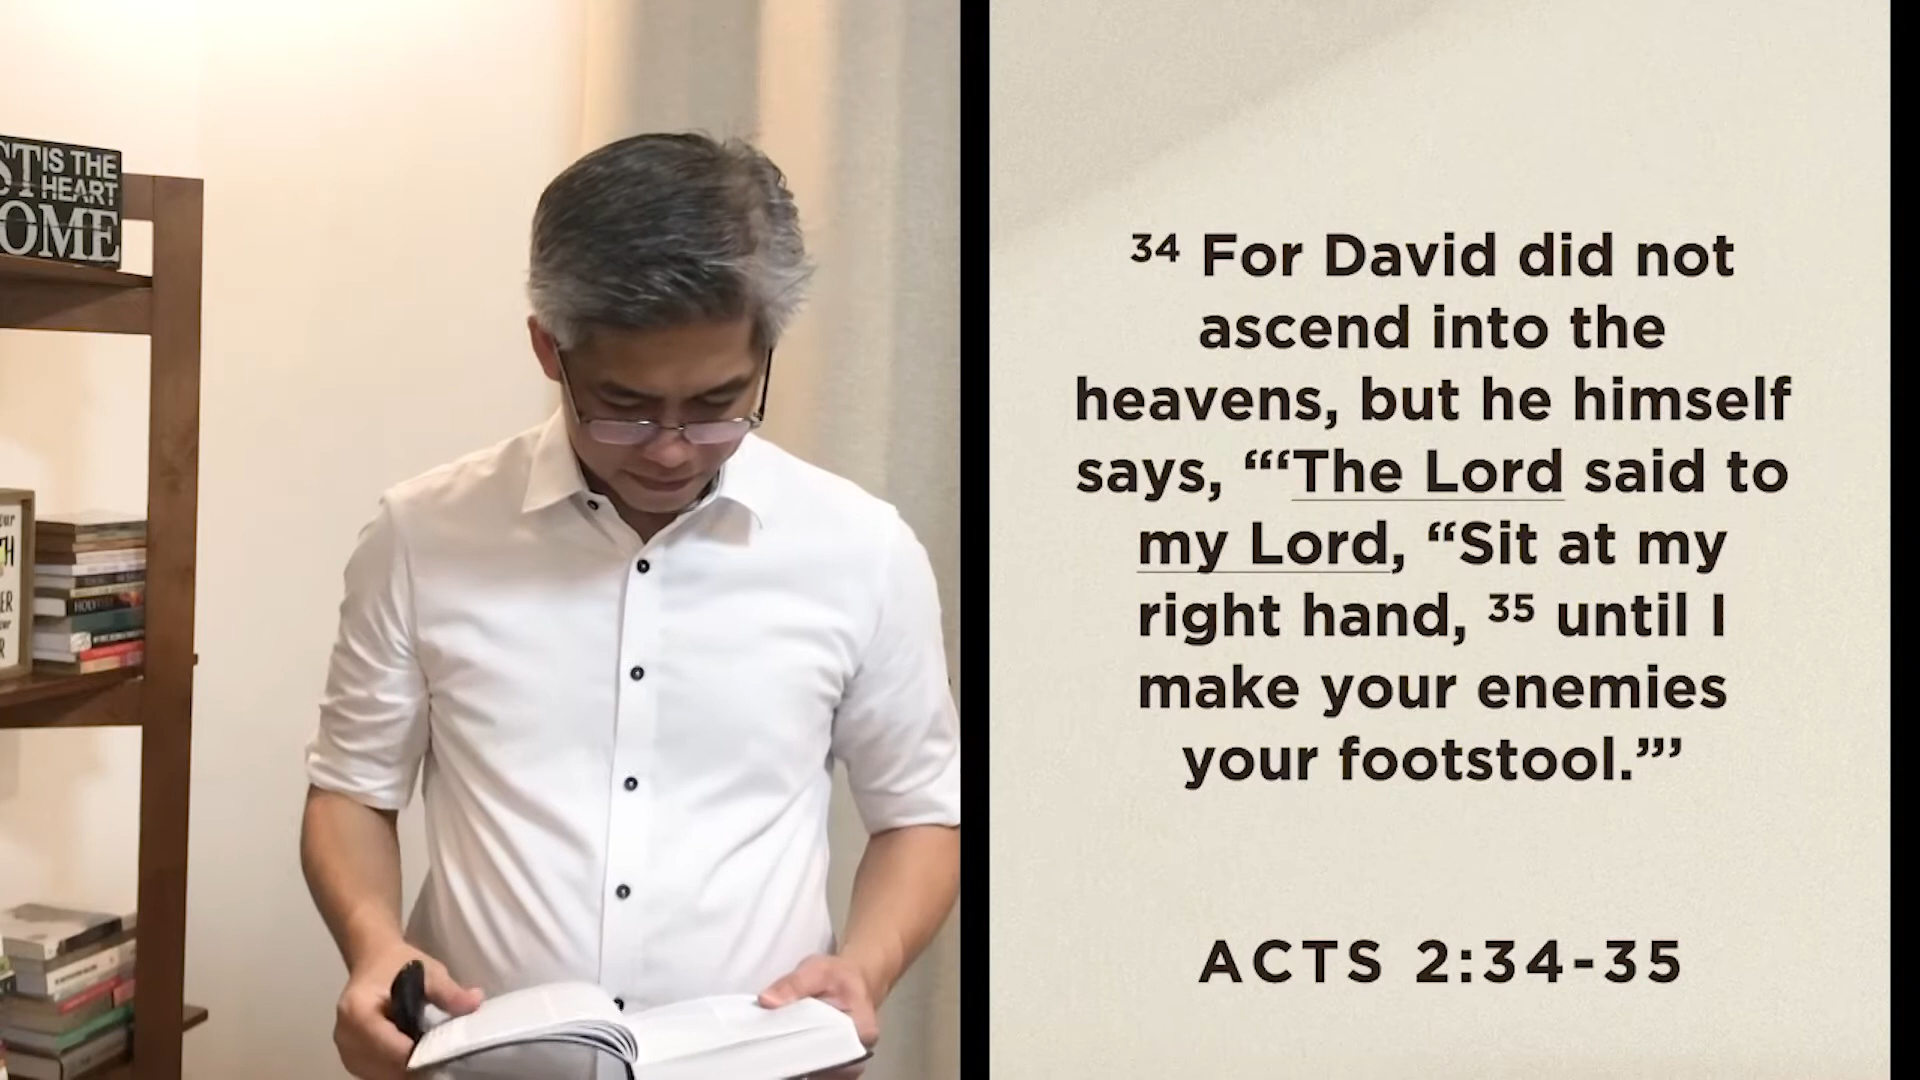 ST IS THE
HEART
OME
HOLY
34 For David did not
ascend into the
heavens, but he himself
says, “‘The Lord said to
my Lord, “Sit at my
right hand, 35 until I
make your enemies
your footstool.”’
ACTS 2:34-35